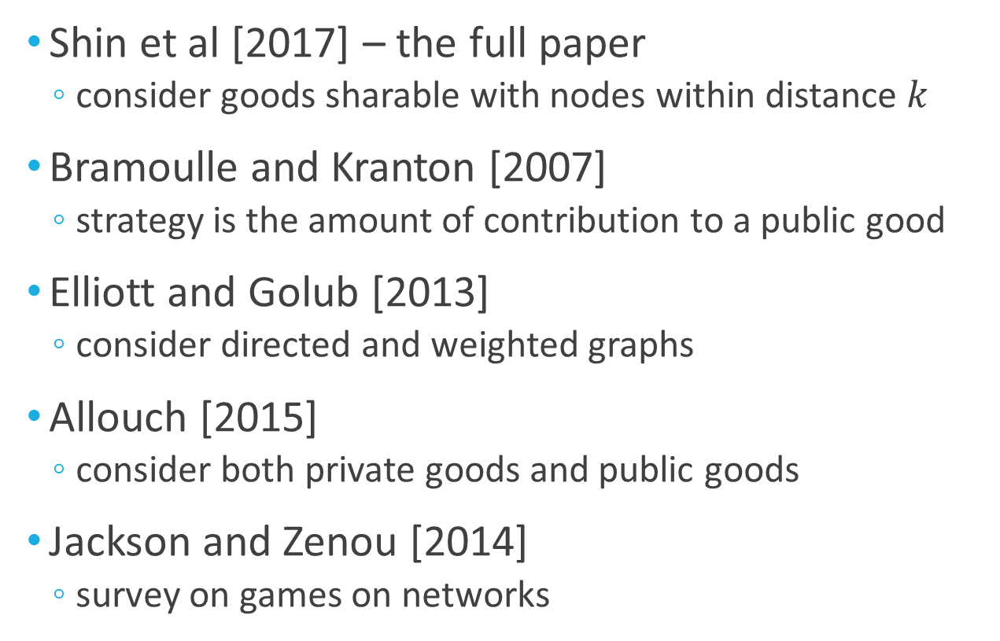 • Shin et al [2017] – the full paper
◦ consider goods sharable with nodes within distance k
• Bramoulle and Kranton [2007]
◦ strategy is the amount of contribution to a public good
• Elliott and Golub [2013]
◦ consider directed and weighted graphs
• Allouch [2015]
◦ consider both private goods and public goods
• Jackson and Zenou [2014]
◦ survey on games on networks